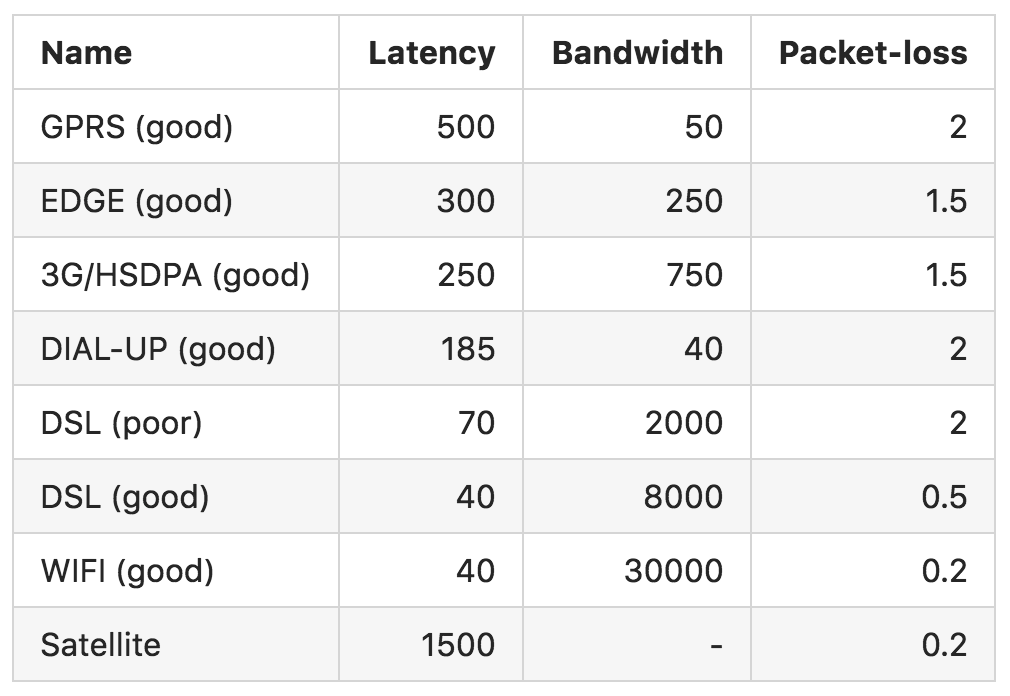 Name Latency Bandwidth Packet-loss
GPRS (good) 500 50 2
EDGE (good) 300 250 1.5
3G/HSDPA (good) 250 750 1.5
DIAL-UP (good) 185 40 2
DSL (poor) 70 2000 2
DSL (good) 40 8000 0.5
WIFI (good) 40 30000 0.2
Satellite 1500 - 0.2